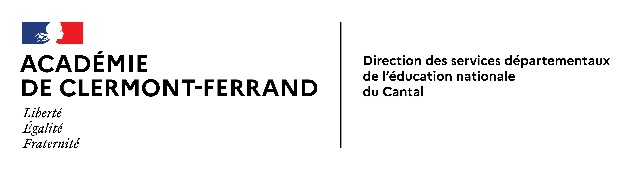 ACADÉMIE
DE CLERMONT-FERRAND
Liberté
Égalité
Fraternité
Direction des services départementaux
de l'éducation nationale
du Cantal